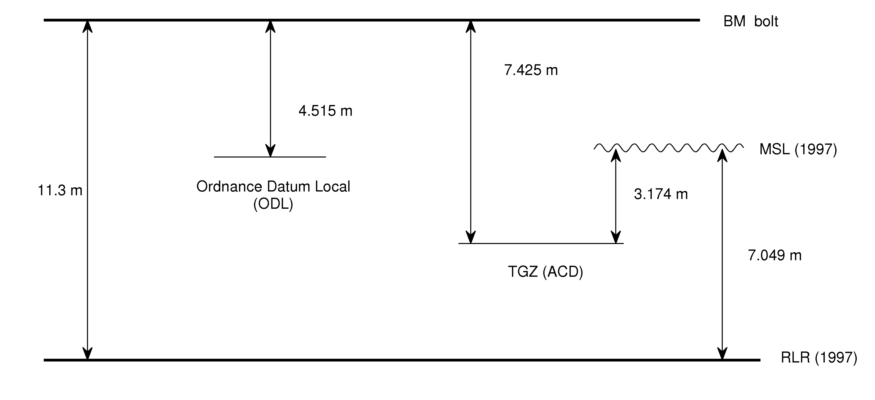 BM bolt
7.425 m
4.515 m
MSL (1997)
11.3 m
Ordnance Datum Local
(ODL)
3.174 m
7.049 m
TGZ (ACD)
RLR (1997)